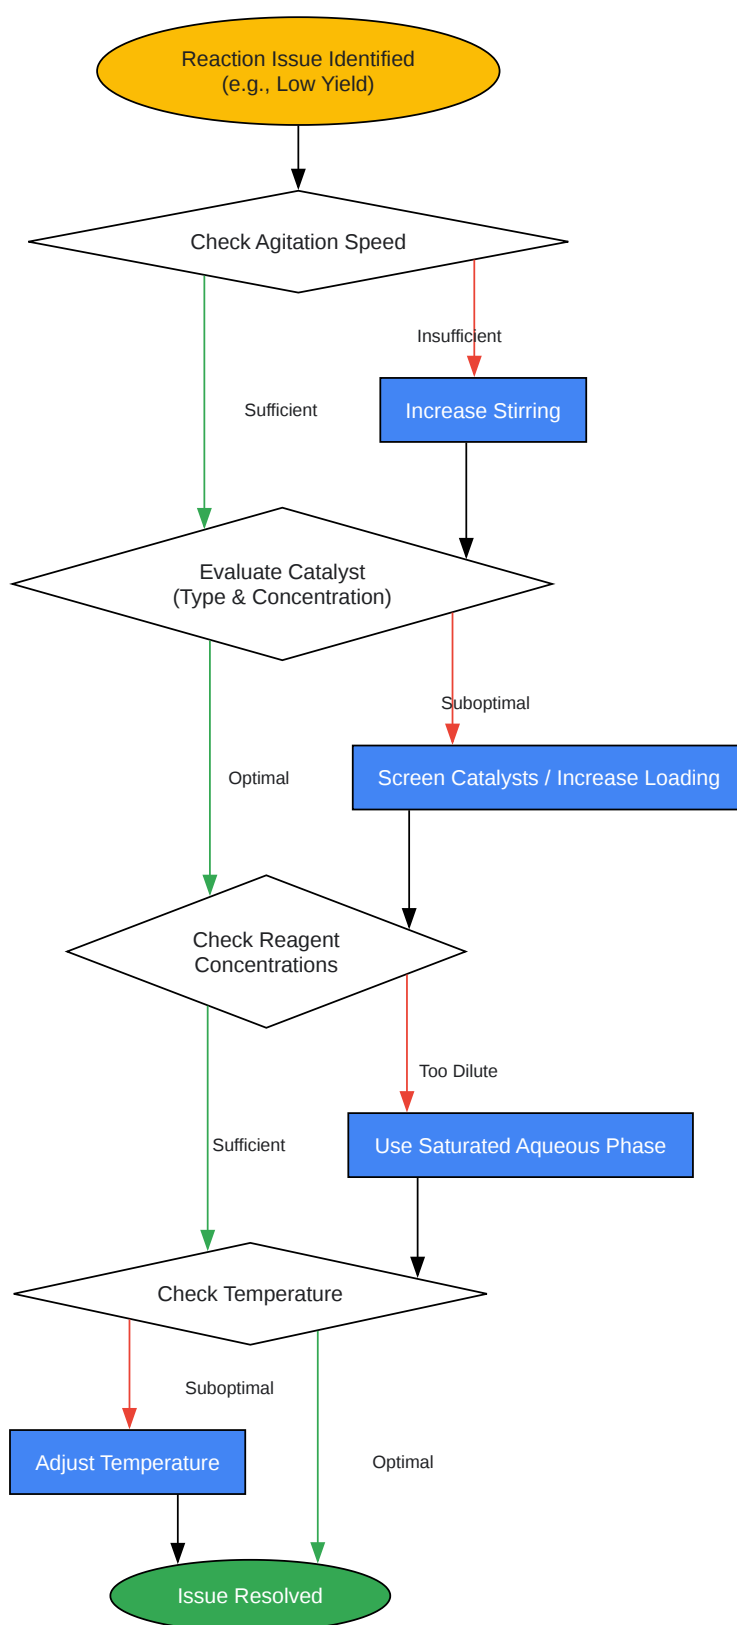 Reaction Issue Identified
(e.g., Low Yield)
Check Agitation Speed
Insufficient
Sufficient
Increase Stirring
Evaluate Catalyst
(Type & Concentration)
Suboptimal
Optimal
Screen Catalysts / Increase Loading
Check Reagent
Concentrations
Too Dilute
Sufficient
Use Saturated Aqueous Phase
Check Temperature
Suboptimal
Adjust Temperature
Optimal
Issue Resolved